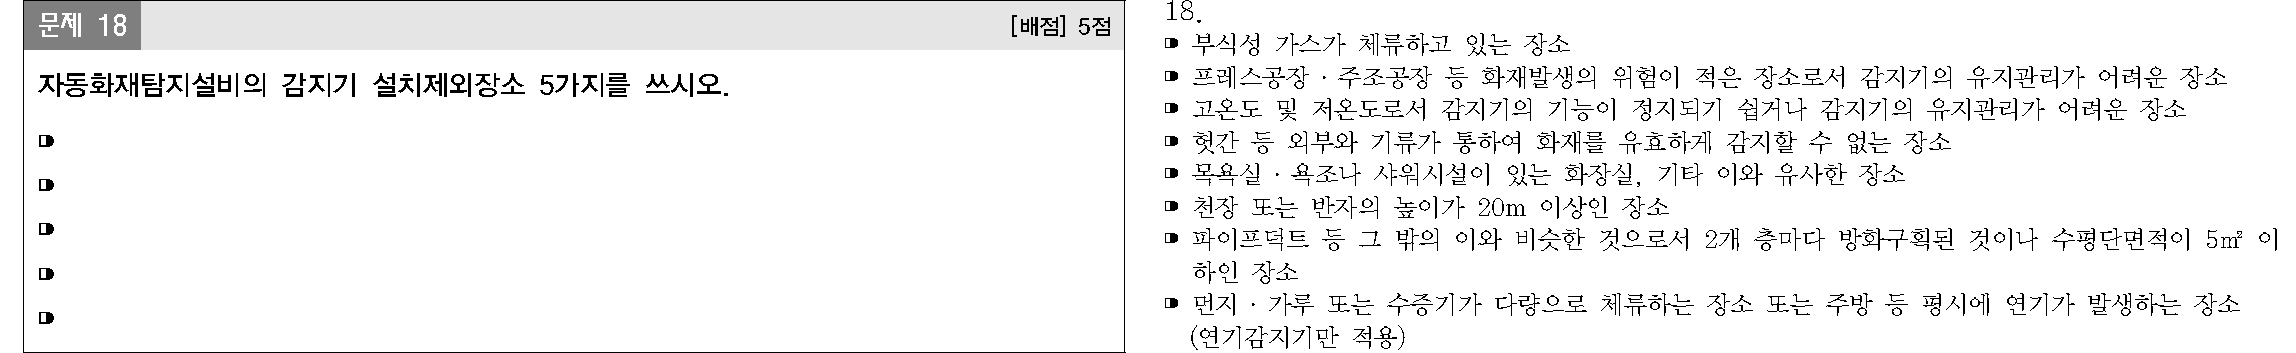 문제 18
[배점] 5점
자동화재탐지설비의 감지기 설치제외장소 5가지를 쓰시오.
18.
부식성 가스가 체류하고 있는 장소
프레스공장 · 주조공장 등 화재발생의 위험이 적은 장소로서 감지기의 유지관리가 어려운 장소
고온도 및 저온도로서 감지기의 기능이 정지되기 쉽거나 감지기의 유지관리가 어려운 장소
헛간 등 외부와 기류가 통하여 화재를 유효하게 감지할 수 없는 장소
목욕실 · 욕조나 샤워시설이 있는 화장실, 기타 이와 유사한 장소
천장 또는 반자의 높이가 20m 이상인 장소
파이프덕트 등 그 밖의 이와 비슷한 것으로서 2개 층마다 방화구획된 것이나 수평단면적이 5㎡ 이
하인 장소
먼지 · 가루 또는 수증기가 다량으로 체류하는 장소 또는 주방 등 평시에 연기가 발생하는 장소
(연기감지기만 적용)